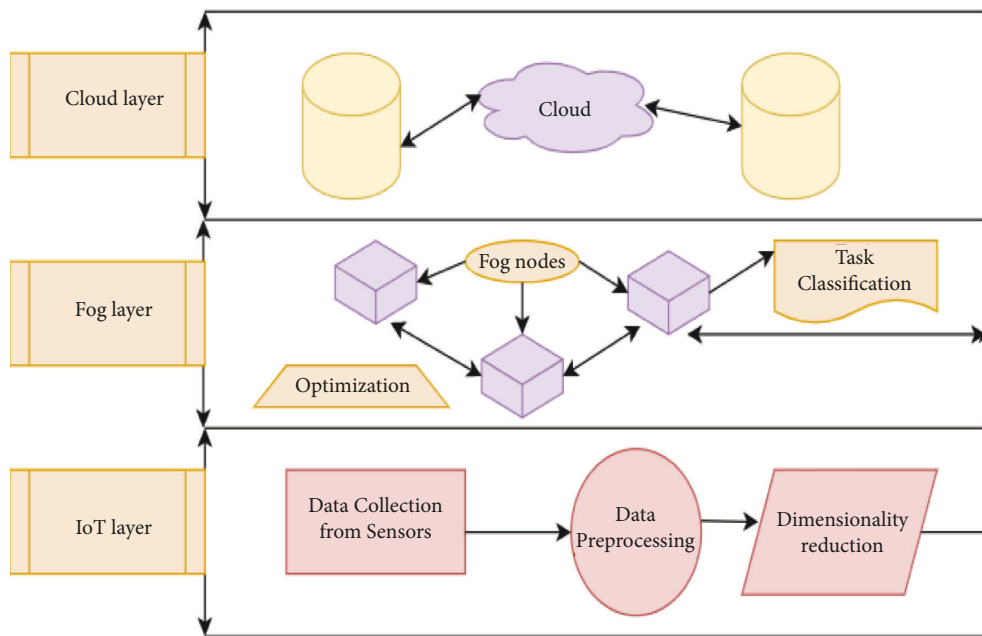 Cloud layer
Cloud
Fog layer
Fog nodes
Task
Classification
Optimization
IoT layer
Data Collection
from Sensors
Data
Preprocessing
Dimensionality
reduction